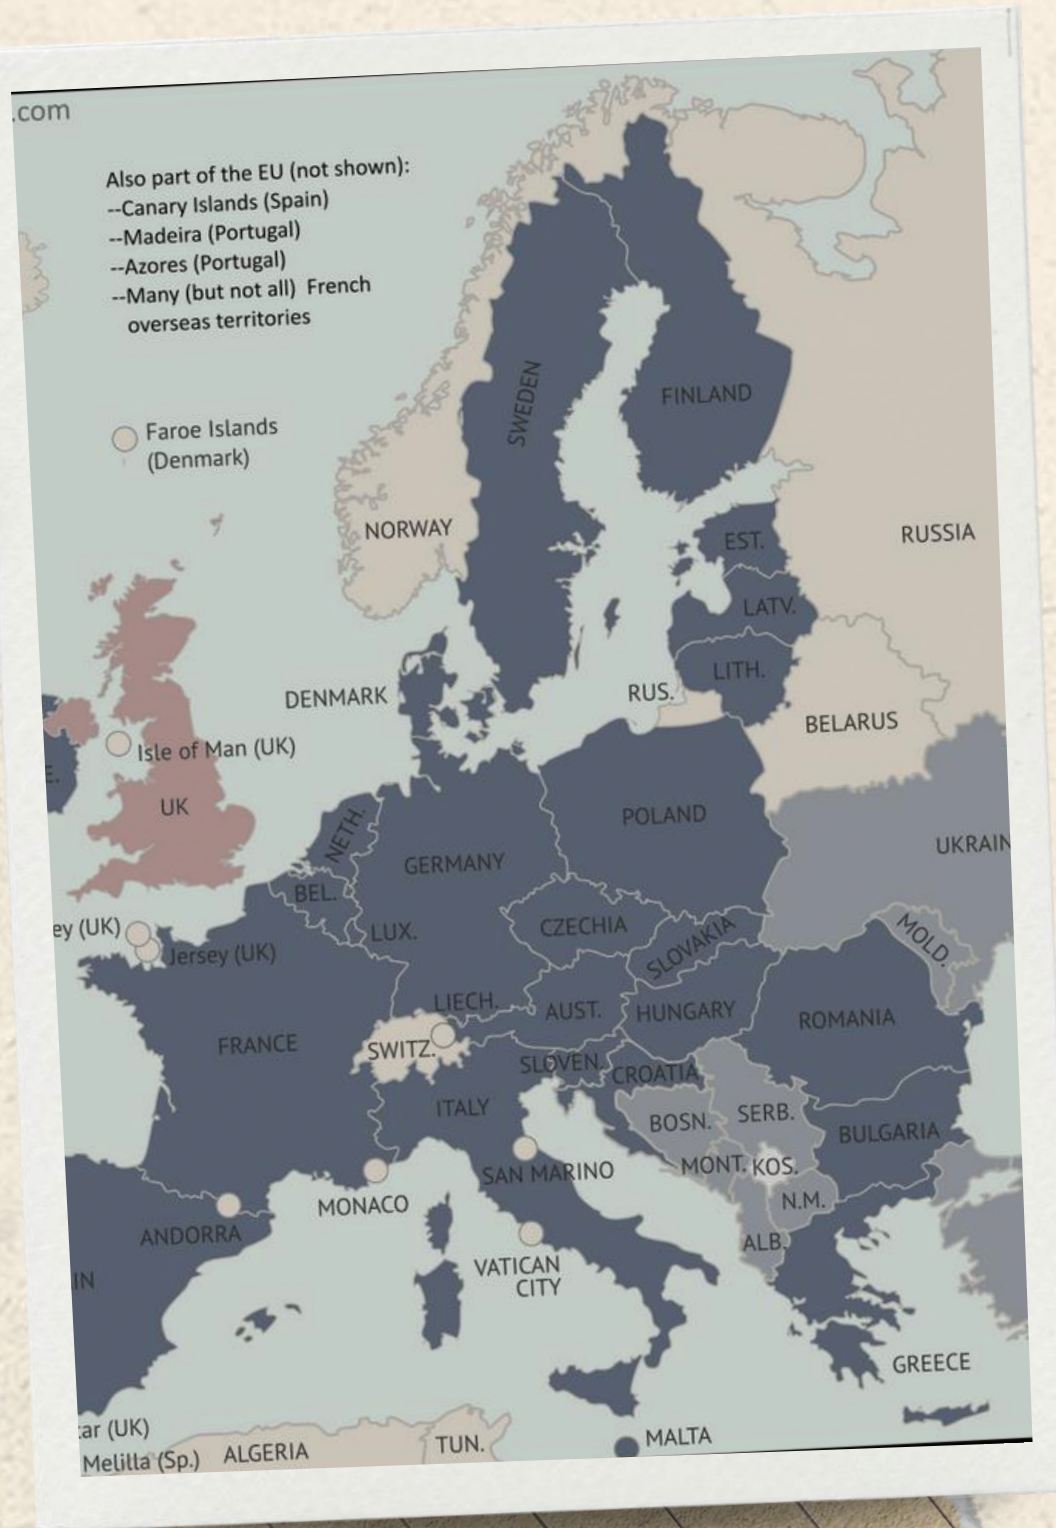 .com
Also part of the EU (not shown):
--Canary Islands (Spain)
--Madeira (Portugal)
--Azores (Portugal)
--Many (but not all) French
overseas territories
Faroe Islands
(Denmark)
SWEDEN
FINLAND
NORWAY
RUSSIA
EST.
LATV.
LITH.
RUS.
DENMARK
BELARUS
Isle of Man (UK)
E.
UK
NETH.
POLAND
GERMANY
UKRAIN
BEL.
CZECHIA
SLOVAKIA
MOLD.
ey (UK)
LUX.
Jersey (UK)
LIECH.
AUST.
HUNGARY
ROMANIA
FRANCE
SWITZ.
SLOVEN.
CROATIA
ITALY
BOSN.
SERB.
BULGARIA
SAN MARINO
MONT.
KOS.
MONACO
N.M.
ANDORRA
ALB.
VATICAN
CITY
IN
GREECE
ar (UK)
MALTA
Melilla (Sp.)
ALGERIA
TUN.